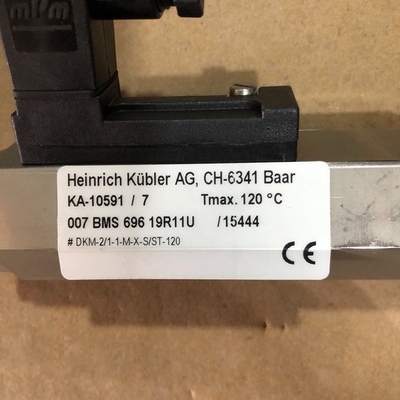 mPm
Heinrich Kübler AG, CH-6341 Baar
KA-10591 / 7 Tmax. 120 °C
007 BMS 696 19R11U /15444
# DKM-2/1-1-M-X-S/ST-120
CE